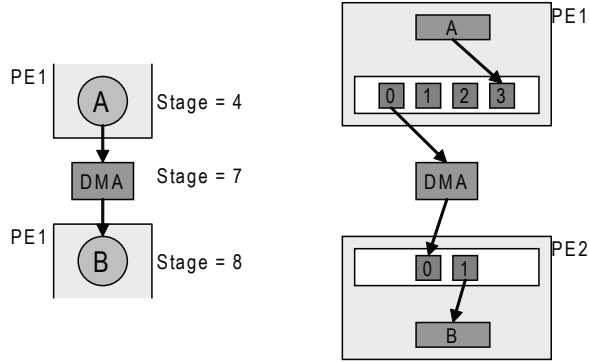 PE1
A
Stage = 4
DMA
Stage = 7
PE1
B
Stage = 8
PE1
A
0 1 2 3
DMA
PE2
0 1
B